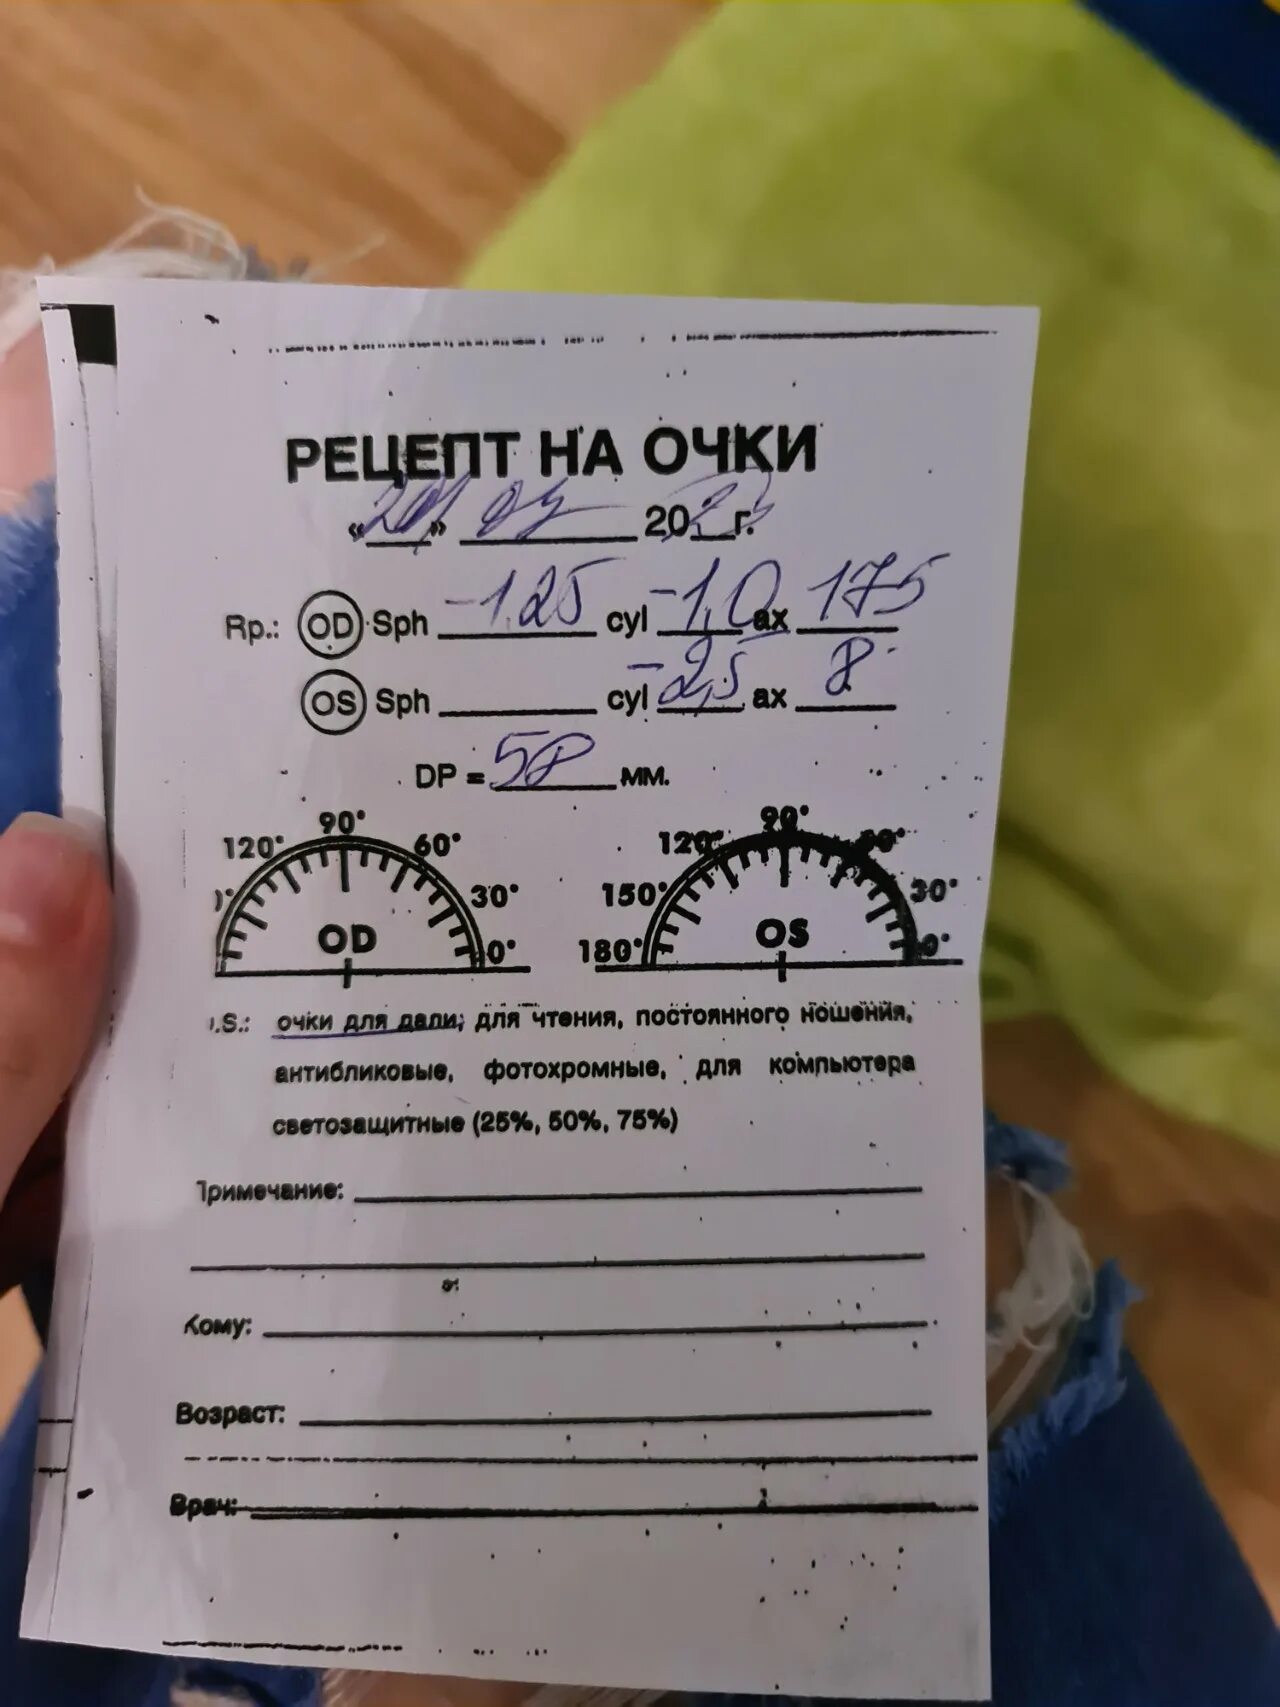 РЕЦЕПТ НА ОЧКИ
« » 20 г.
Rp.: OD Sph -1.25 cyl -1,0 ax 175
OS Sph cyl -2,5 ax 8
DP = 58 мм.
120° 90° 60° 30° 0° OD
180° 150° 120° 90° 30° 0° OS
.S.: очки для дали; для чтения, постоянного ношения,
антибликовые, фотохромные, для компьютера
светозащитные (25%, 50%, 75%)
Примечание:
Кому:
Возраст:
Врач: